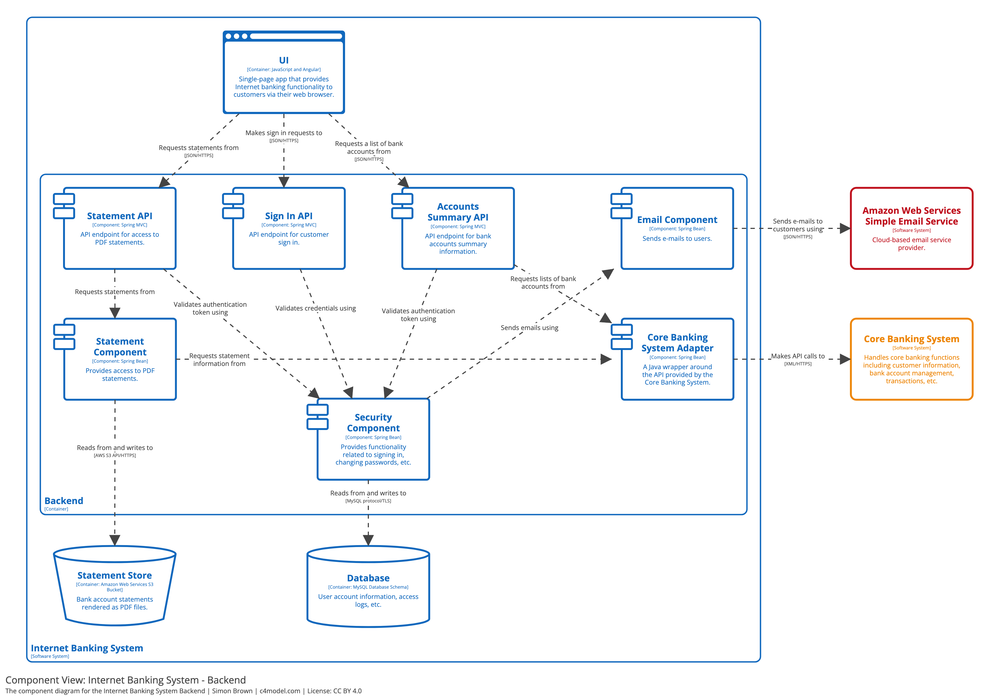 UI
[Container: JavaScript and Angular]
Single-page app that provides
Internet banking functionality to
customers via their web browser.
Requests statements from
[JSON/HTTPS]
Makes sign in requests to
[JSON/HTTPS]
Requests a list of bank
accounts from
[JSON/HTTPS]
Statement API
[Component: Spring MVC]
API endpoint for access to
PDF statements.
Sign In API
[Component: Spring MVC]
API endpoint for customer
sign in.
Accounts
Summary API
[Component: Spring MVC]
API endpoint for bank
accounts summary
information.
Email Component
[Component: Spring Bean]
Sends e-mails to users.
Sends e-mails to
customers using
[JSON/HTTPS]
Amazon Web Services
Simple Email Service
[Software System]
Cloud-based email service
provider.
Requests statements from
Validates authentication
token using
Validates credentials using
Validates authentication
token using
Requests lists of bank
accounts from
Sends emails using
Statement
Component
[Component: Spring Bean]
Provides access to PDF
statements.
Requests statement
information from
Core Banking
System Adapter
[Component: Spring Bean]
A Java wrapper around
the API provided by the
Core Banking System.
Makes API calls to
[XML/HTTPS]
Core Banking System
[Software System]
Handles core banking functions
including customer information,
bank account management,
transactions, etc.
Security
Component
[Component: Spring Bean]
Provides functionality
related to signing in,
changing passwords, etc.
Reads from and writes to
[AWS S3 API/HTTPS]
Reads from and writes to
[MySQL protocol/TLS]
Backend
[Container]
Statement Store
[Container: Amazon Web Services S3
Bucket]
Bank account statements
rendered as PDF files.
Database
[Container: MySQL Database Schema]
User account information, access
logs, etc.
Internet Banking System
[Software System]
Component View: Internet Banking System - Backend
The component diagram for the Internet Banking System Backend | Simon Brown | c4model.com | License: CC BY 4.0